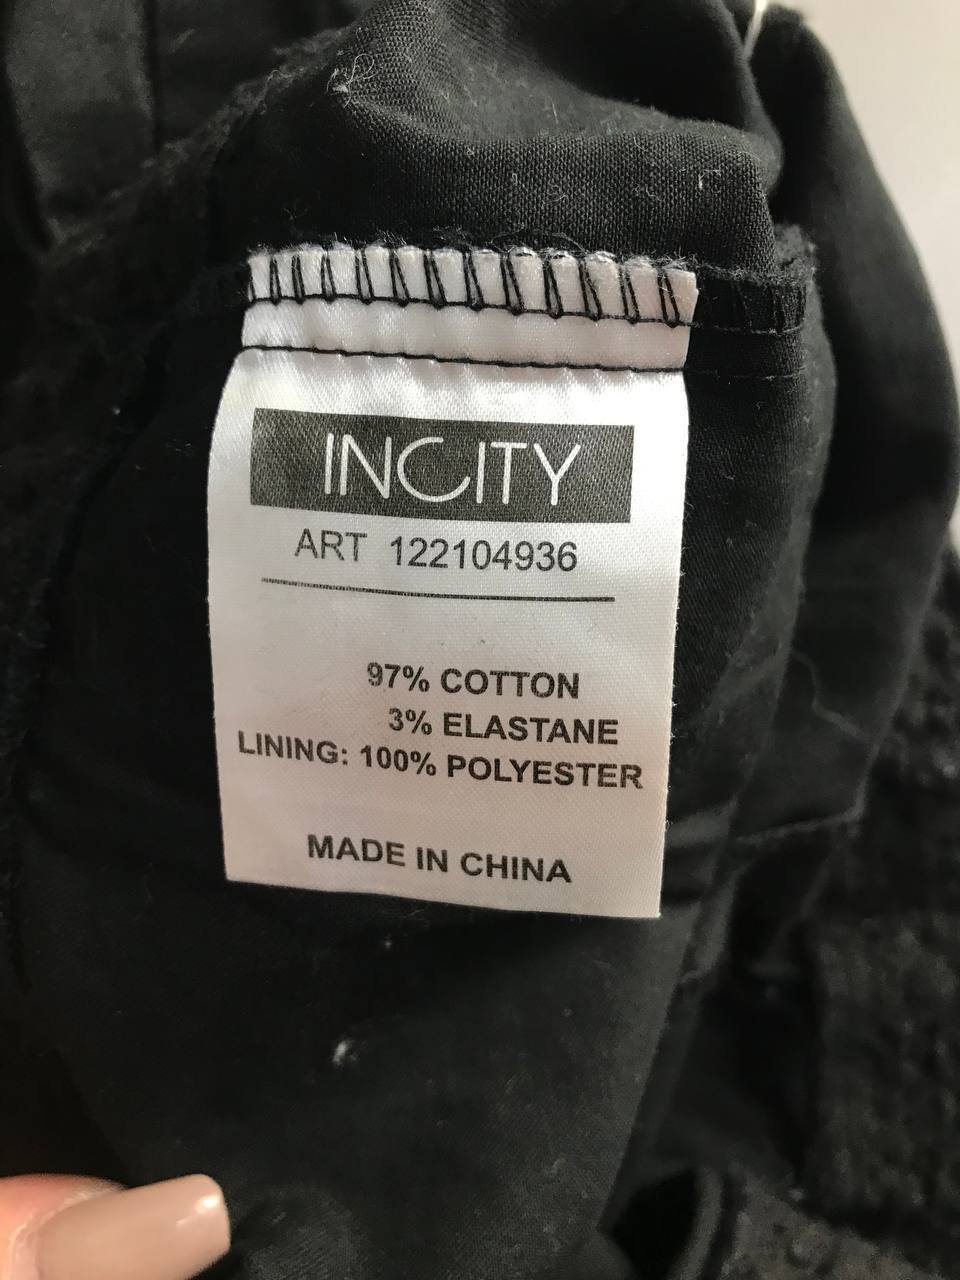 INCITY
ART 122104936
97% COTTON
3% ELASTANE
LINING: 100% POLYESTER
MADE IN CHINA